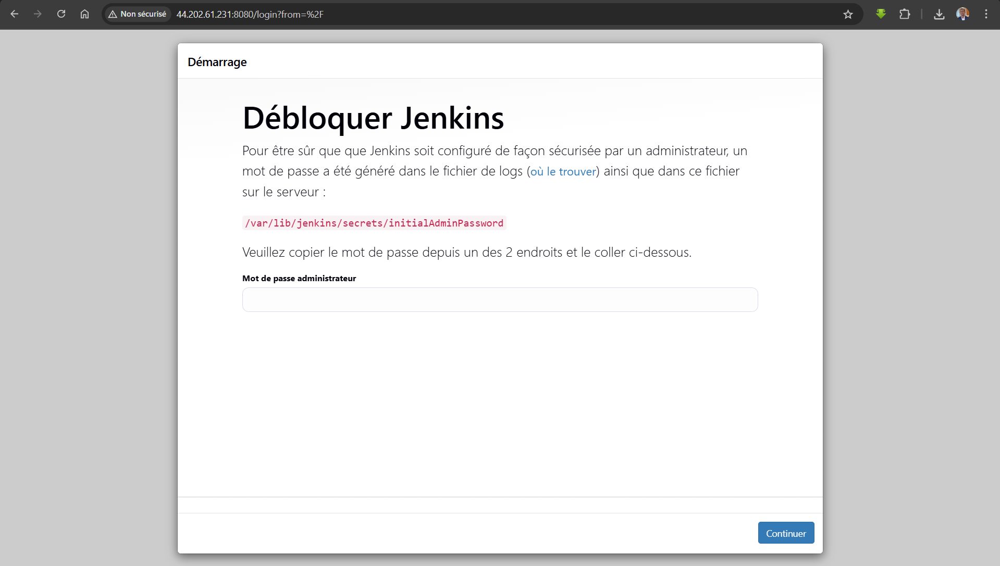 Non sécurisé
44.202.61.231:8080/login?from=%2F
Démarrage
Débloquer Jenkins
Pour être sûr que que Jenkins soit configuré de façon sécurisée par un administrateur, un
mot de passe a été généré dans le fichier de logs (où le trouver) ainsi que dans ce fichier
sur le serveur :
/var/lib/jenkins/secrets/initialAdminPassword
Veuillez copier le mot de passe depuis un des 2 endroits et le coller ci-dessous.
Mot de passe administrateur
Continuer